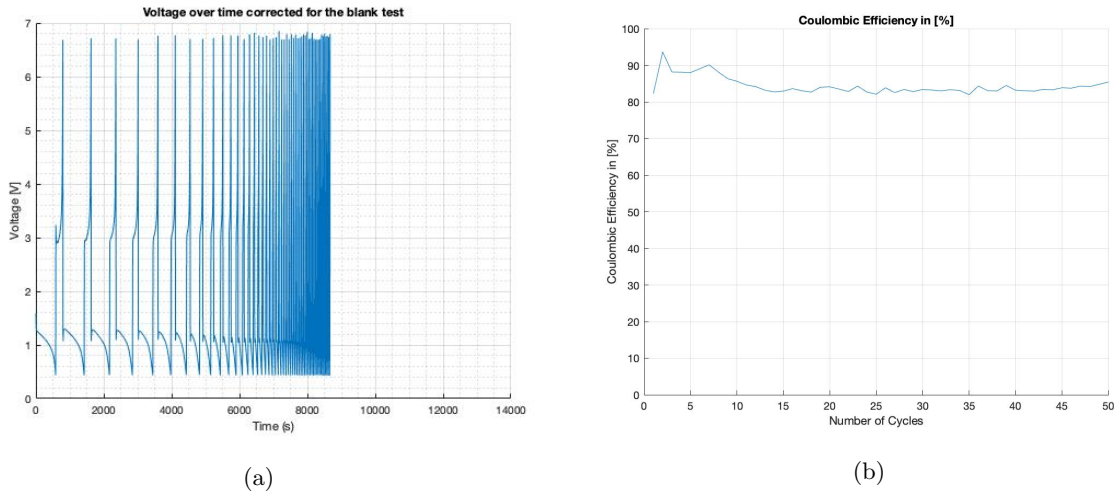 Voltage over time corrected for the blank test
7
6
5
4
3
2
1
0
Voltage [V]
0 2000 4000 6000 8000 10000 12000 14000
Time (s)
(a)
Coulombic Efficiency in [%]
100
90
80
70
60
50
40
30
20
10
0
Coulombic Efficiency in [%]
0 5 10 15 20 25 30 35 40 45 50
Number of Cycles
(b)